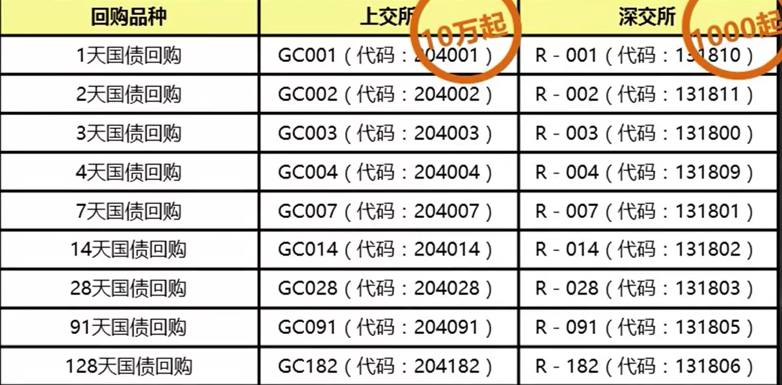 回购品种 上交所 深交所
10万起 1000起
1天国债回购 GC001（代码：204001） R-001（代码：131810）
2天国债回购 GC002（代码：204002） R-002（代码：131811）
3天国债回购 GC003（代码：204003） R-003（代码：131800）
4天国债回购 GC004（代码：204004） R-004（代码：131809）
7天国债回购 GC007（代码：204007） R-007（代码：131801）
14天国债回购 GC014（代码：204014） R-014（代码：131802）
28天国债回购 GC028（代码：204028） R-028（代码：131803）
91天国债回购 GC091（代码：204091） R-091（代码：131805）
128天国债回购 GC182（代码：204182） R-182（代码：131806）